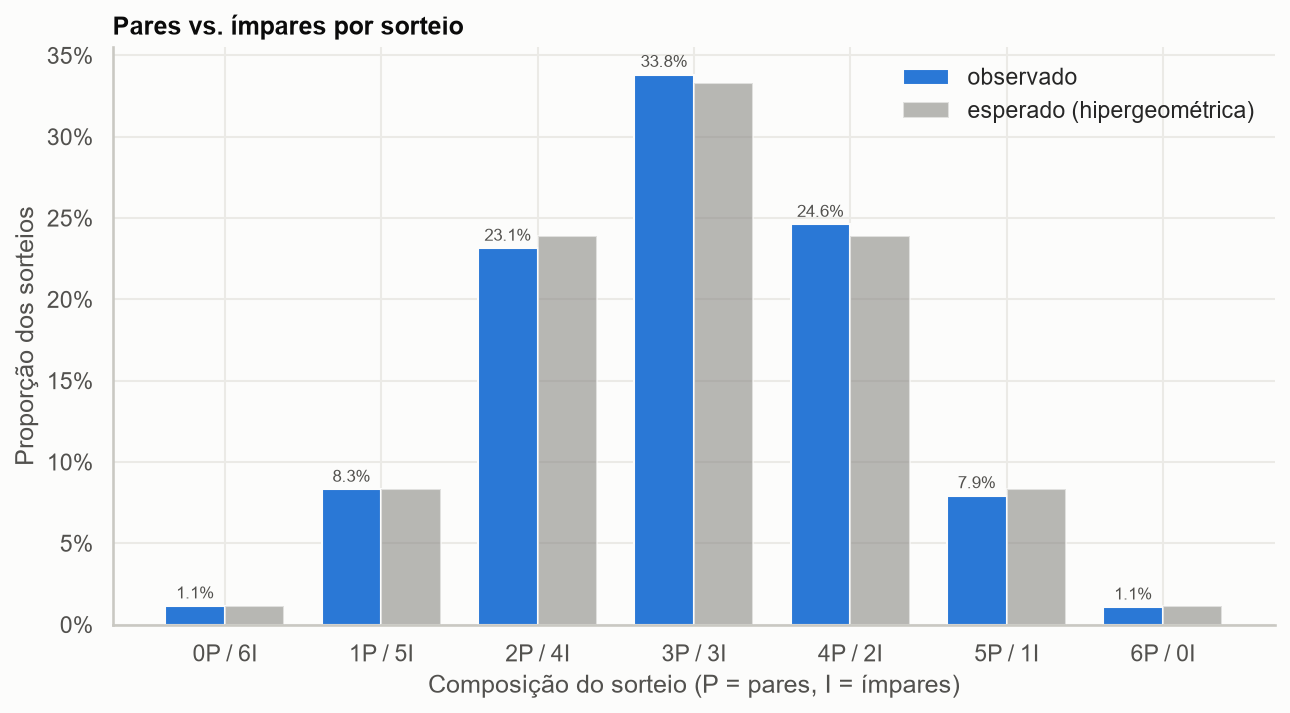 Pares vs. ímpares por sorteio
35%
30%
25%
20%
15%
10%
5%
0%
Proporção dos sorteios
observado
esperado (hipergeométrica)
1.1%
8.3%
23.1%
33.8%
24.6%
7.9%
1.1%
0P / 6I
1P / 5I
2P / 4I
3P / 3I
4P / 2I
5P / 1I
6P / 0I
Composição do sorteio (P = pares, I = ímpares)